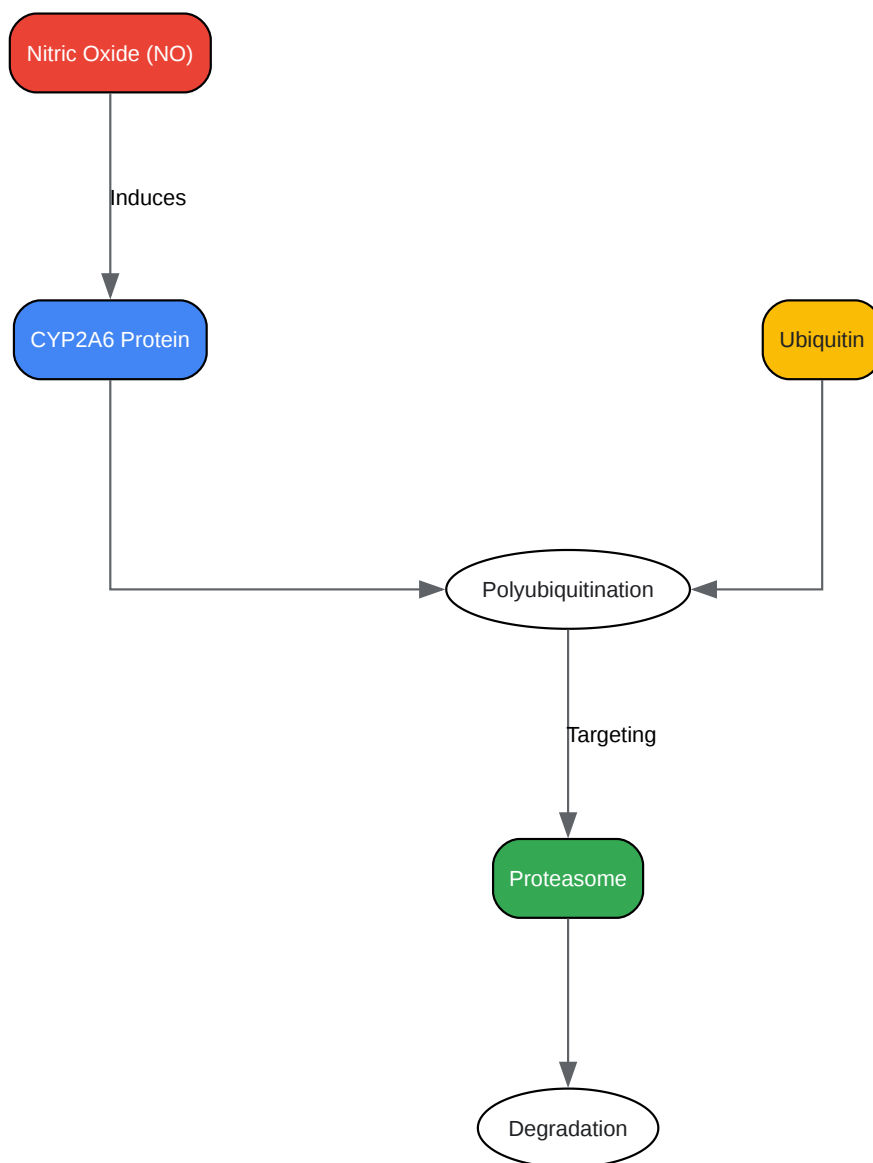 Nitric Oxide (NO)
Induces
CYP2A6 Protein
Ubiquitin
Polyubiquitination
Targeting
Proteasome
Degradation